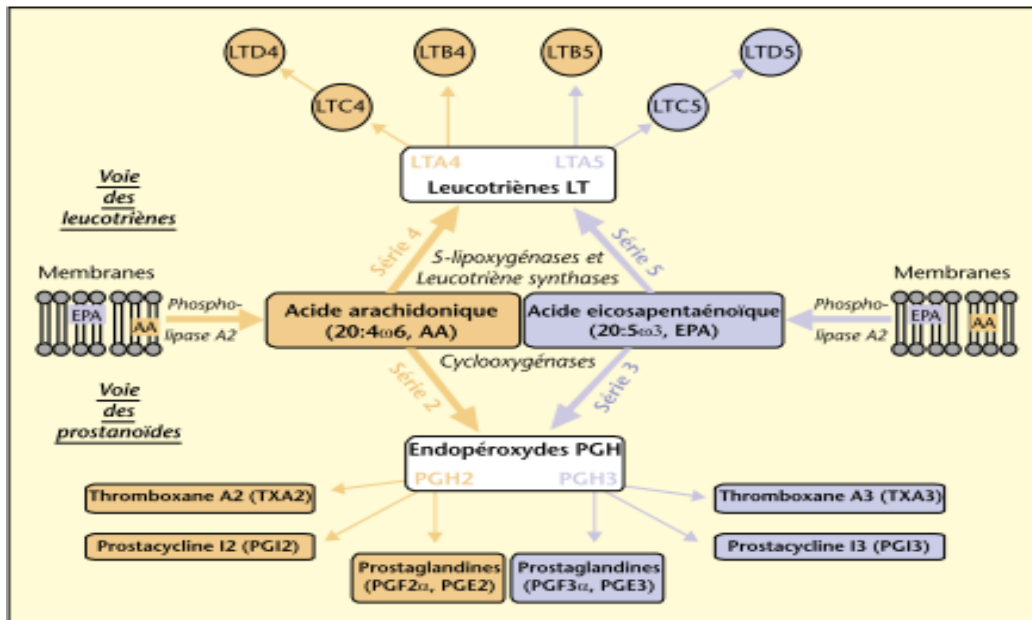 LTD4
LTB4
LTB5
LTD5
LTC4
LTC5
LTA4
LTA5
Leucotriènes LT
Voie
des
leucotriènes
Série 4
Série 5
5-lipoxygénases et
Leucotriène synthases
Membranes
EPA
AA
Phospho-
lipase A2
Acide arachidonique
(20:4ω6, AA)
Acide eicosapentaénoïque
(20:5ω3, EPA)
Phospho-
lipase A2
Membranes
EPA
AA
Cyclooxygénases
Série 2
Série 3
Voie
des
prostanoïdes
Endopéroxydes PGH
PGH2
PGH3
Thromboxane A2 (TXA2)
Thromboxane A3 (TXA3)
Prostacycline I2 (PGI2)
Prostacycline I3 (PGI3)
Prostaglandines
(PGF2α, PGE2)
Prostaglandines
(PGF3α, PGE3)